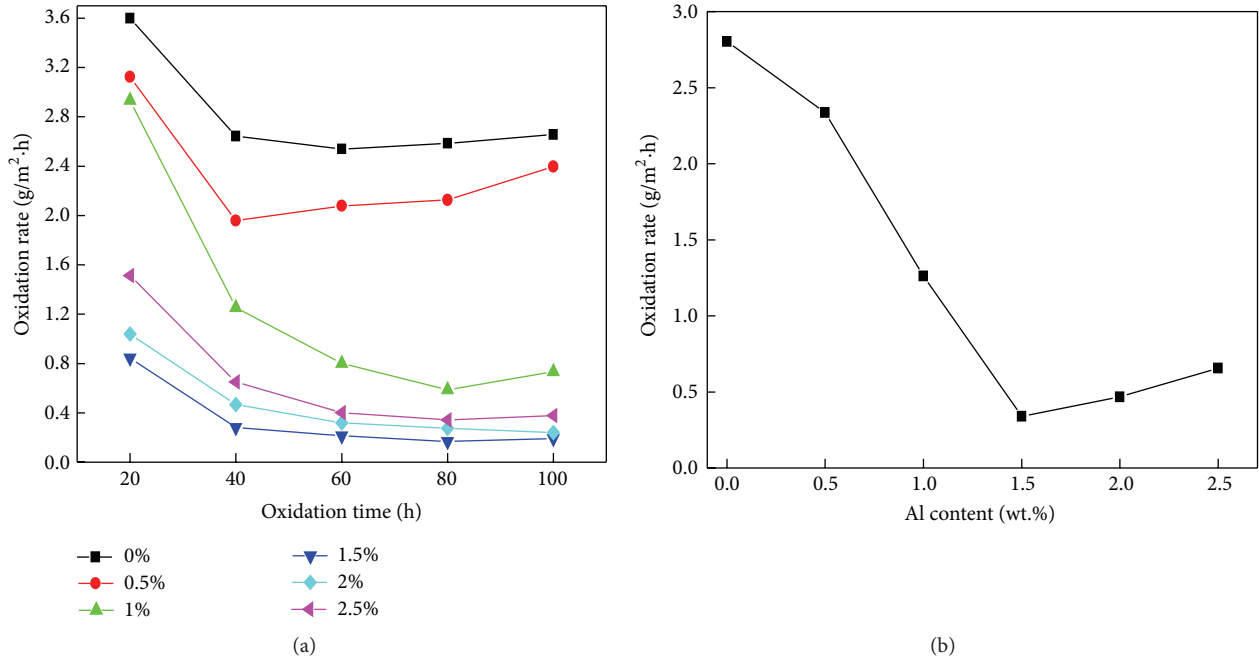 3.6
3.2
2.8
2.4
2.0
1.6
1.2
0.8
0.4
0.0
Oxidation rate (g/m²·h)
20 40 60 80 100
Oxidation time (h)
0% 1.5%
0.5% 2%
1% 2.5%
(a)
3.0
2.5
2.0
1.5
1.0
0.5
0.0
Oxidation rate (g/m²·h)
0.0 0.5 1.0 1.5 2.0 2.5
Al content (wt.%)
(b)